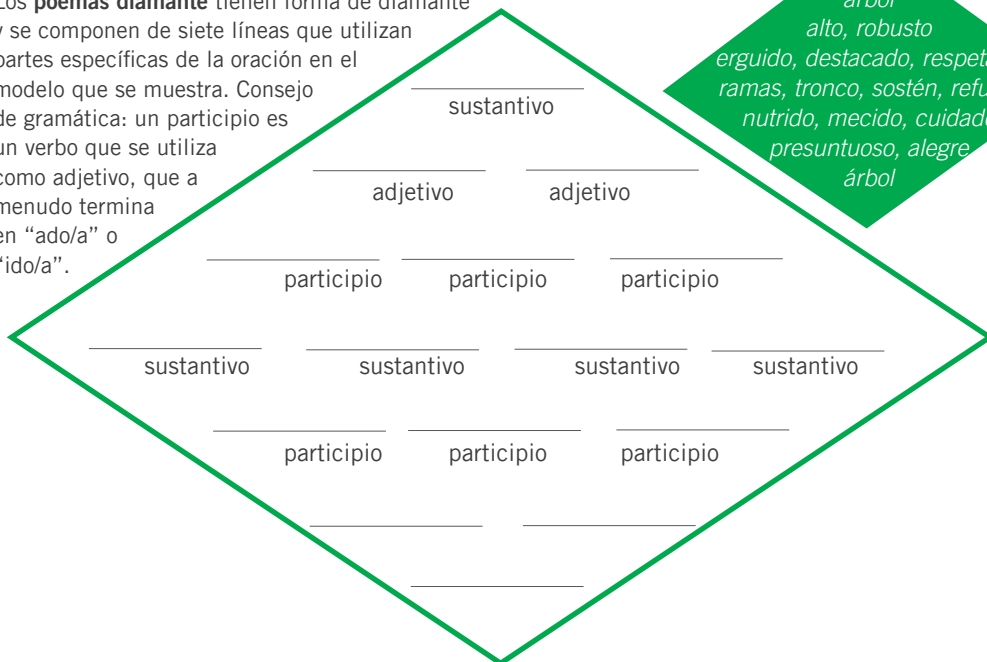 Los poemas diamante tienen forma de diamante
y se componen de siete líneas que utilizan
partes específicas de la oración en el
modelo que se muestra. Consejo
de gramática: un participio es
un verbo que se utiliza
como adjetivo, que a
menudo termina
en “ado/a” o
“ido/a”.
árbol
alto, robusto
erguido, destacado,
ramas, tronco, sostén,
nutrido, mecido, cuidado
presuntuoso, alegre
árbol
sustantivo
adjetivo adjetivo
participio participio participio
sustantivo sustantivo sustantivo sustantivo
participio participio participio